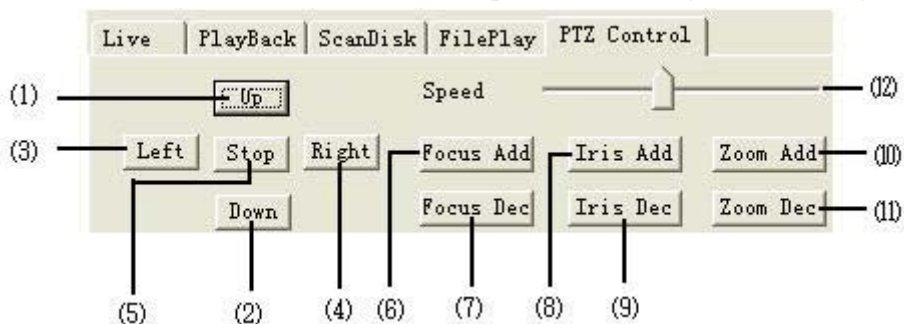 Live PlayBack ScanDisk FilePlay PTZ Control
(1) Up Speed (12)
(3) Left Stop Right Focus Add Iris Add Zoom Add (10)
Down Focus Dec Iris Dec Zoom Dec (11)
(5) (2) (4) (6) (7) (8) (9)